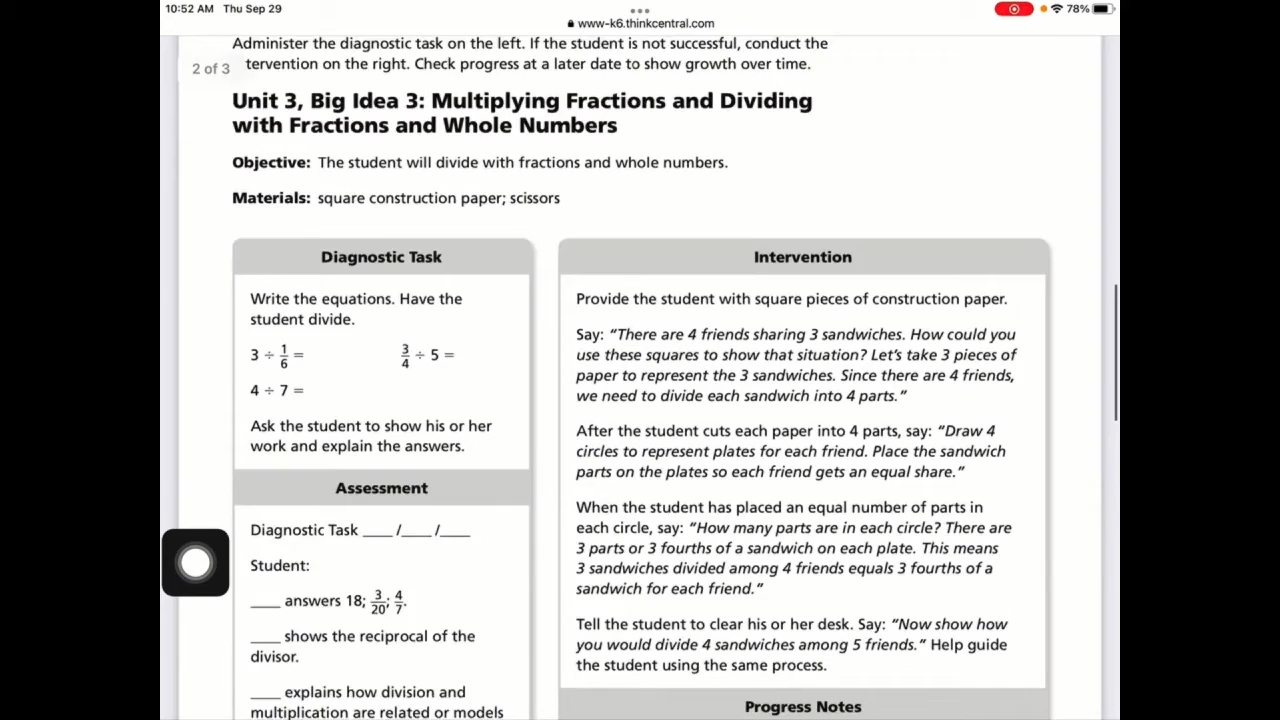 10:52 AM Thu Sep 29
www-k6.thinkcentral.com
78%
Administer the diagnostic task on the left. If the student is not successful, conduct the
2 of 3
tervention on the right. Check progress at a later date to show growth over time.
Unit 3, Big Idea 3: Multiplying Fractions and Dividing
with Fractions and Whole Numbers
Objective: The student will divide with fractions and whole numbers.
Materials: square construction paper; scissors
Diagnostic Task
Write the equations. Have the
student divide.
3 ÷ 1/6 =
3/4 ÷ 5 =
4 ÷ 7 =
Ask the student to show his or her
work and explain the answers.
Assessment
Diagnostic Task ____ /____ /____
Student:
____ answers 18; 3/20; 4/7.
____ shows the reciprocal of the
divisor.
____ explains how division and
multiplication are related or models
Intervention
Provide the student with square pieces of construction paper.
Say: “There are 4 friends sharing 3 sandwiches. How could you
use these squares to show that situation? Let’s take 3 pieces of
paper to represent the 3 sandwiches. Since there are 4 friends,
we need to divide each sandwich into 4 parts.”
After the student cuts each paper into 4 parts, say: “Draw 4
circles to represent plates for each friend. Place the sandwich
parts on the plates so each friend gets an equal share.”
When the student has placed an equal number of parts in
each circle, say: “How many parts are in each circle? There are
3 parts or 3 fourths of a sandwich on each plate. This means
3 sandwiches divided among 4 friends equals 3 fourths of a
sandwich for each friend.”
Tell the student to clear his or her desk. Say: “Now show how
you would divide 4 sandwiches among 5 friends.” Help guide
the student using the same process.
Progress Notes